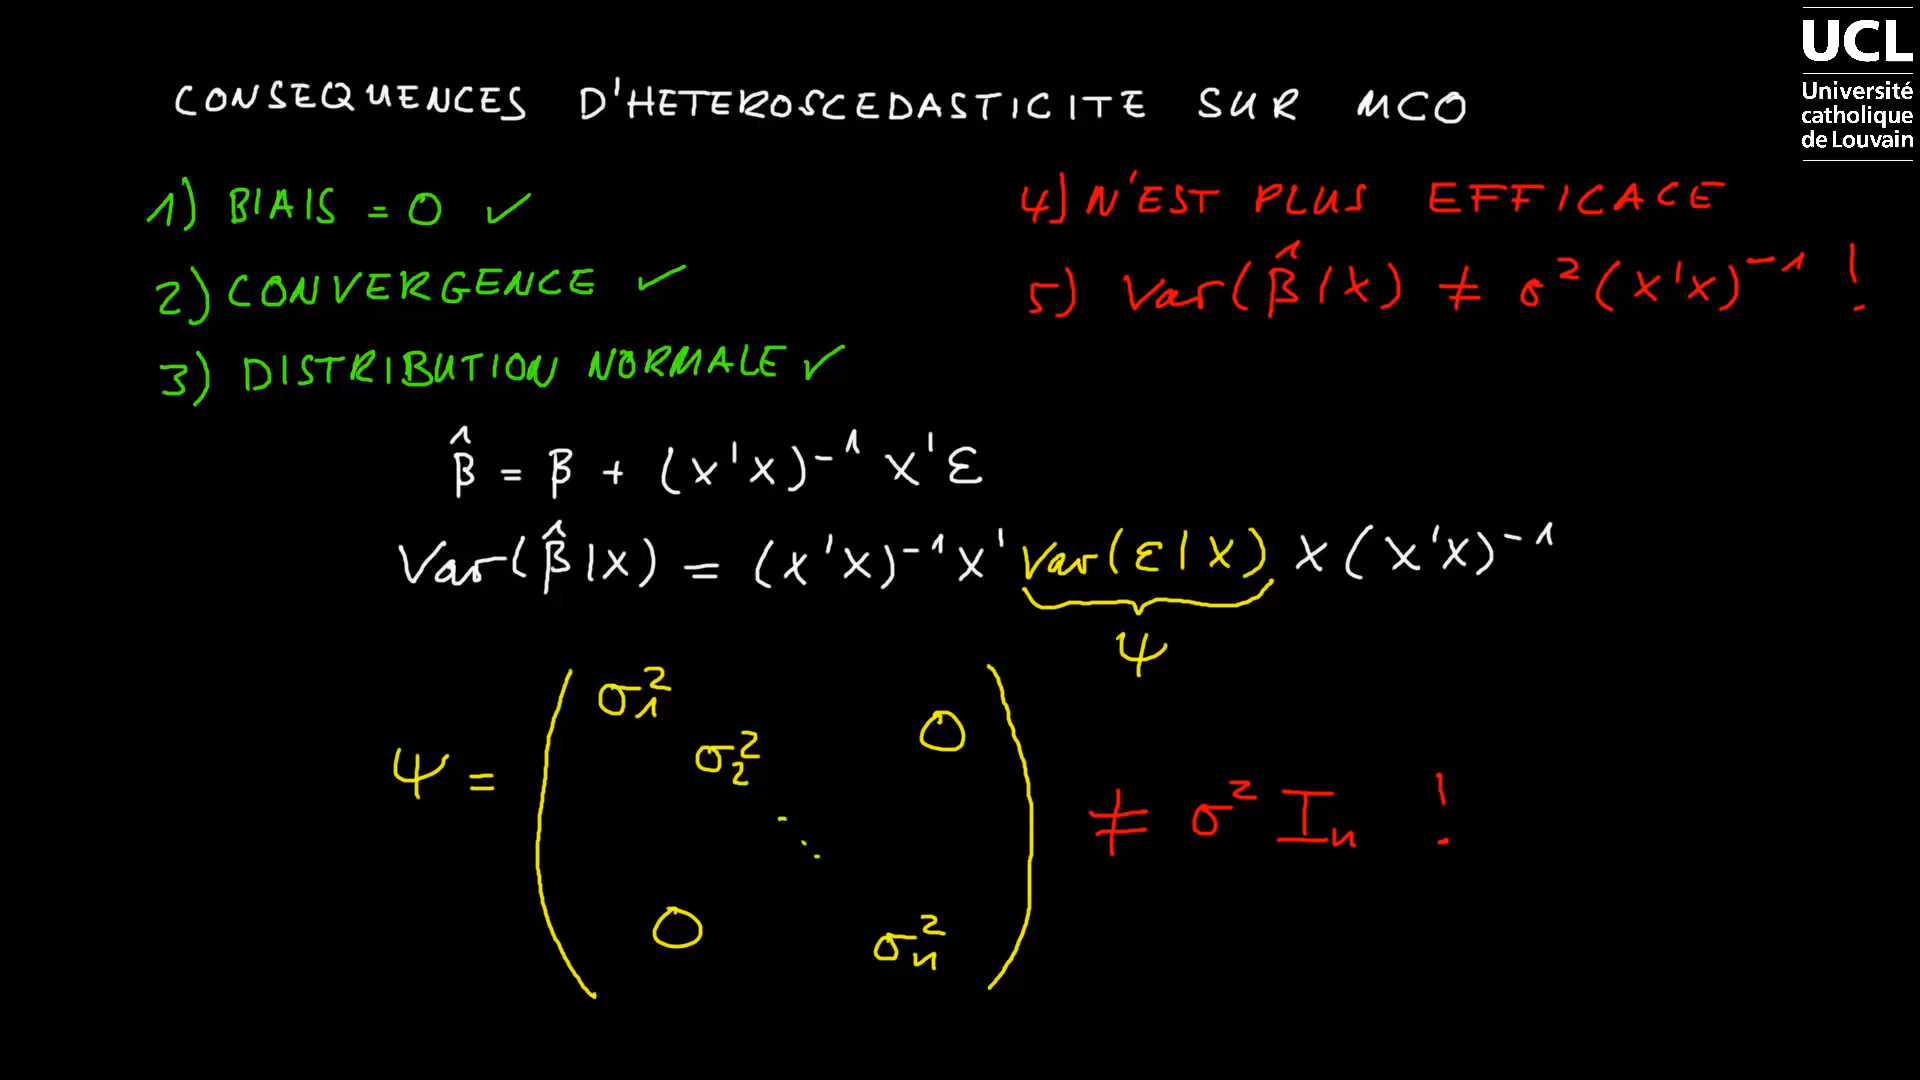 UCL
Université
catholique
de Louvain
CONSEQUENCES D'HETEROSCEDASTICITE SUR MCO
1) BIAIS = 0 ✓
2) CONVERGENCE ✓
3) DISTRIBUTION NORMALE ✓
4) N'EST PLUS EFFICACE
5) Var(β̂|X) ≠ σ²(X'X)⁻¹ !
β̂ = β + (X'X)⁻¹ X'ε
Var(β̂|X) = (X'X)⁻¹X' Var(ε|X) X(X'X)⁻¹
Ψ
σ₁²
σ₂² 0
Ψ = ⋱ ≠ σ² Iₙ !
0 σₙ²